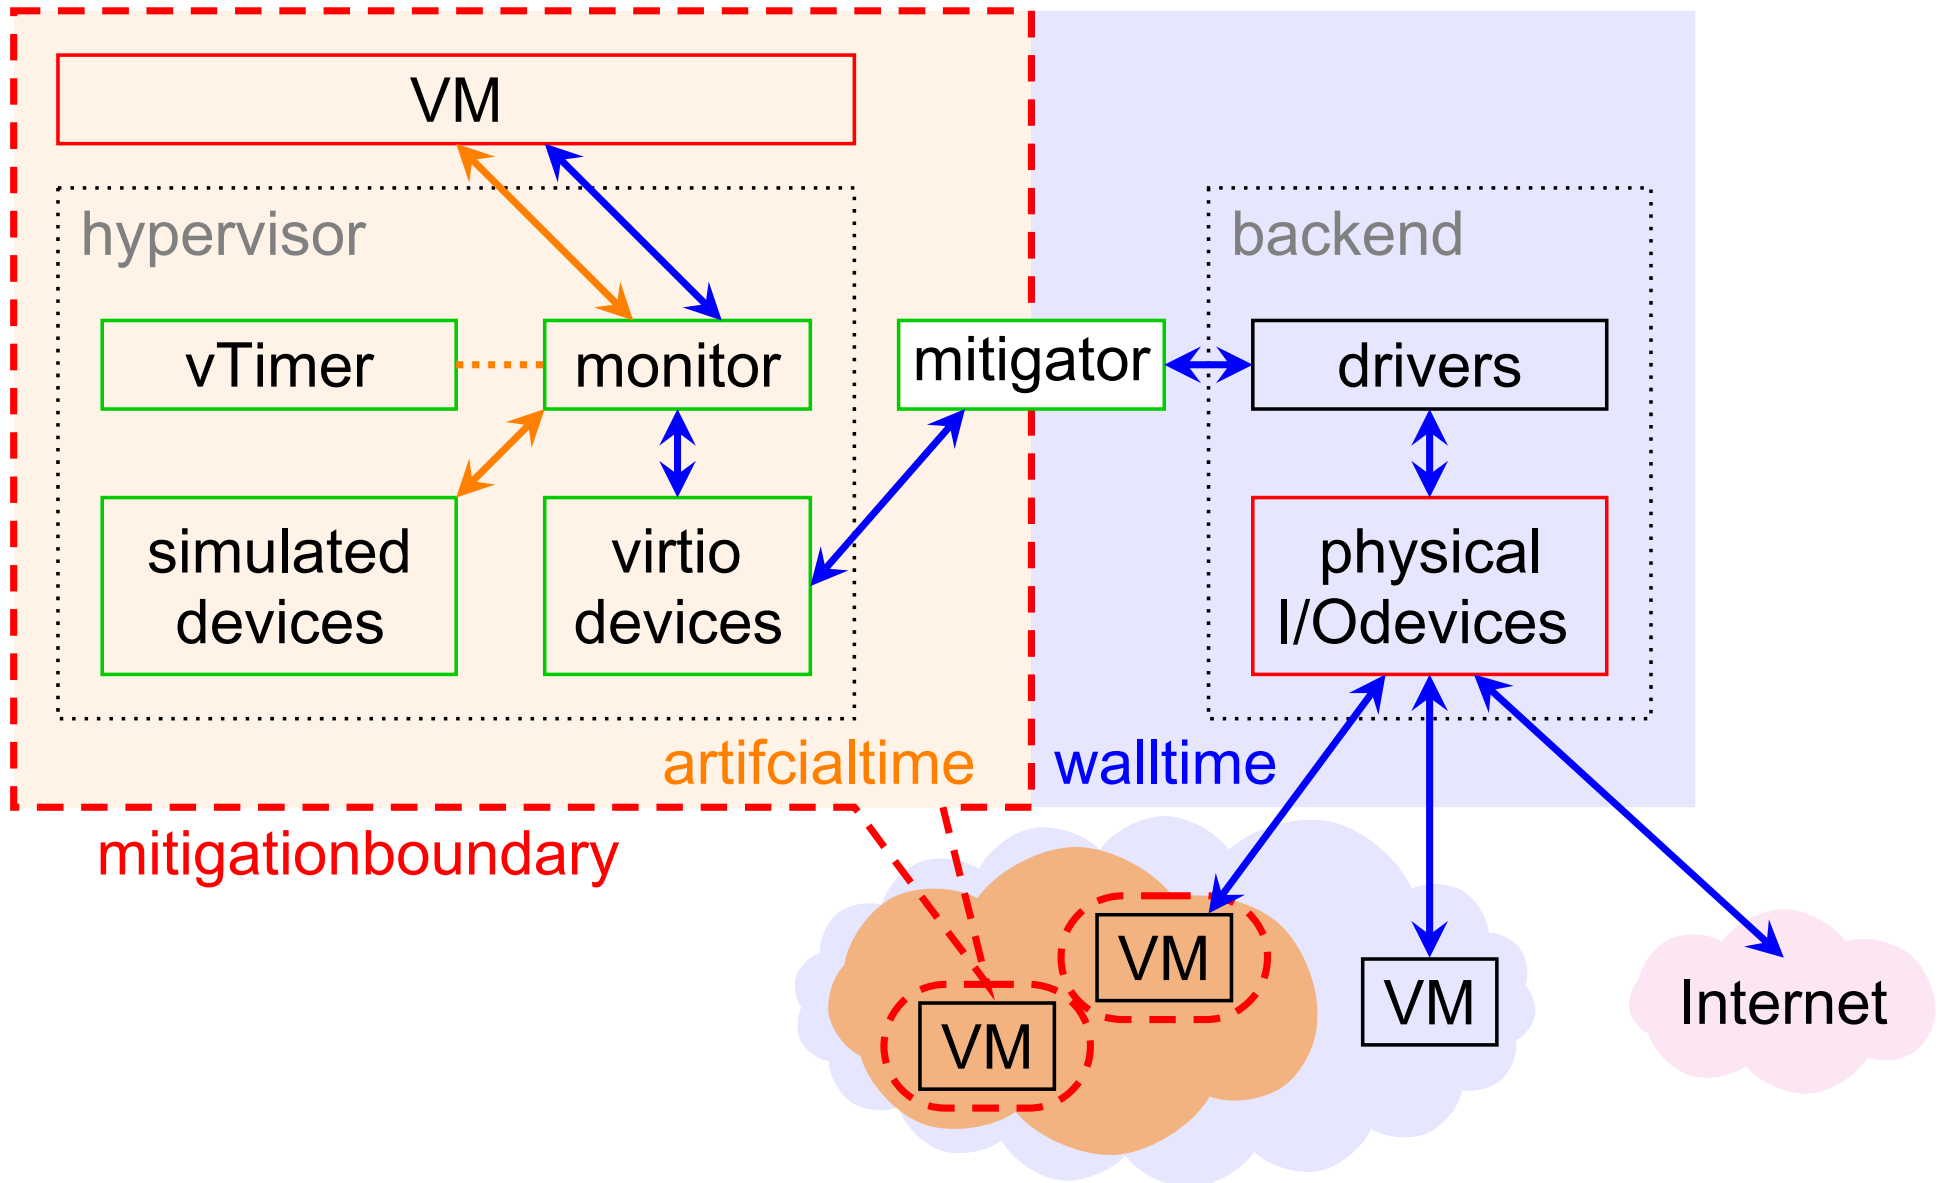 VM
hypervisor
backend
vTimer
monitor
mitigator
drivers
simulated
devices
virtio
devices
physical
I/Odevices
artifcialtime
walltime
mitigationboundary
VM
VM
VM
Internet